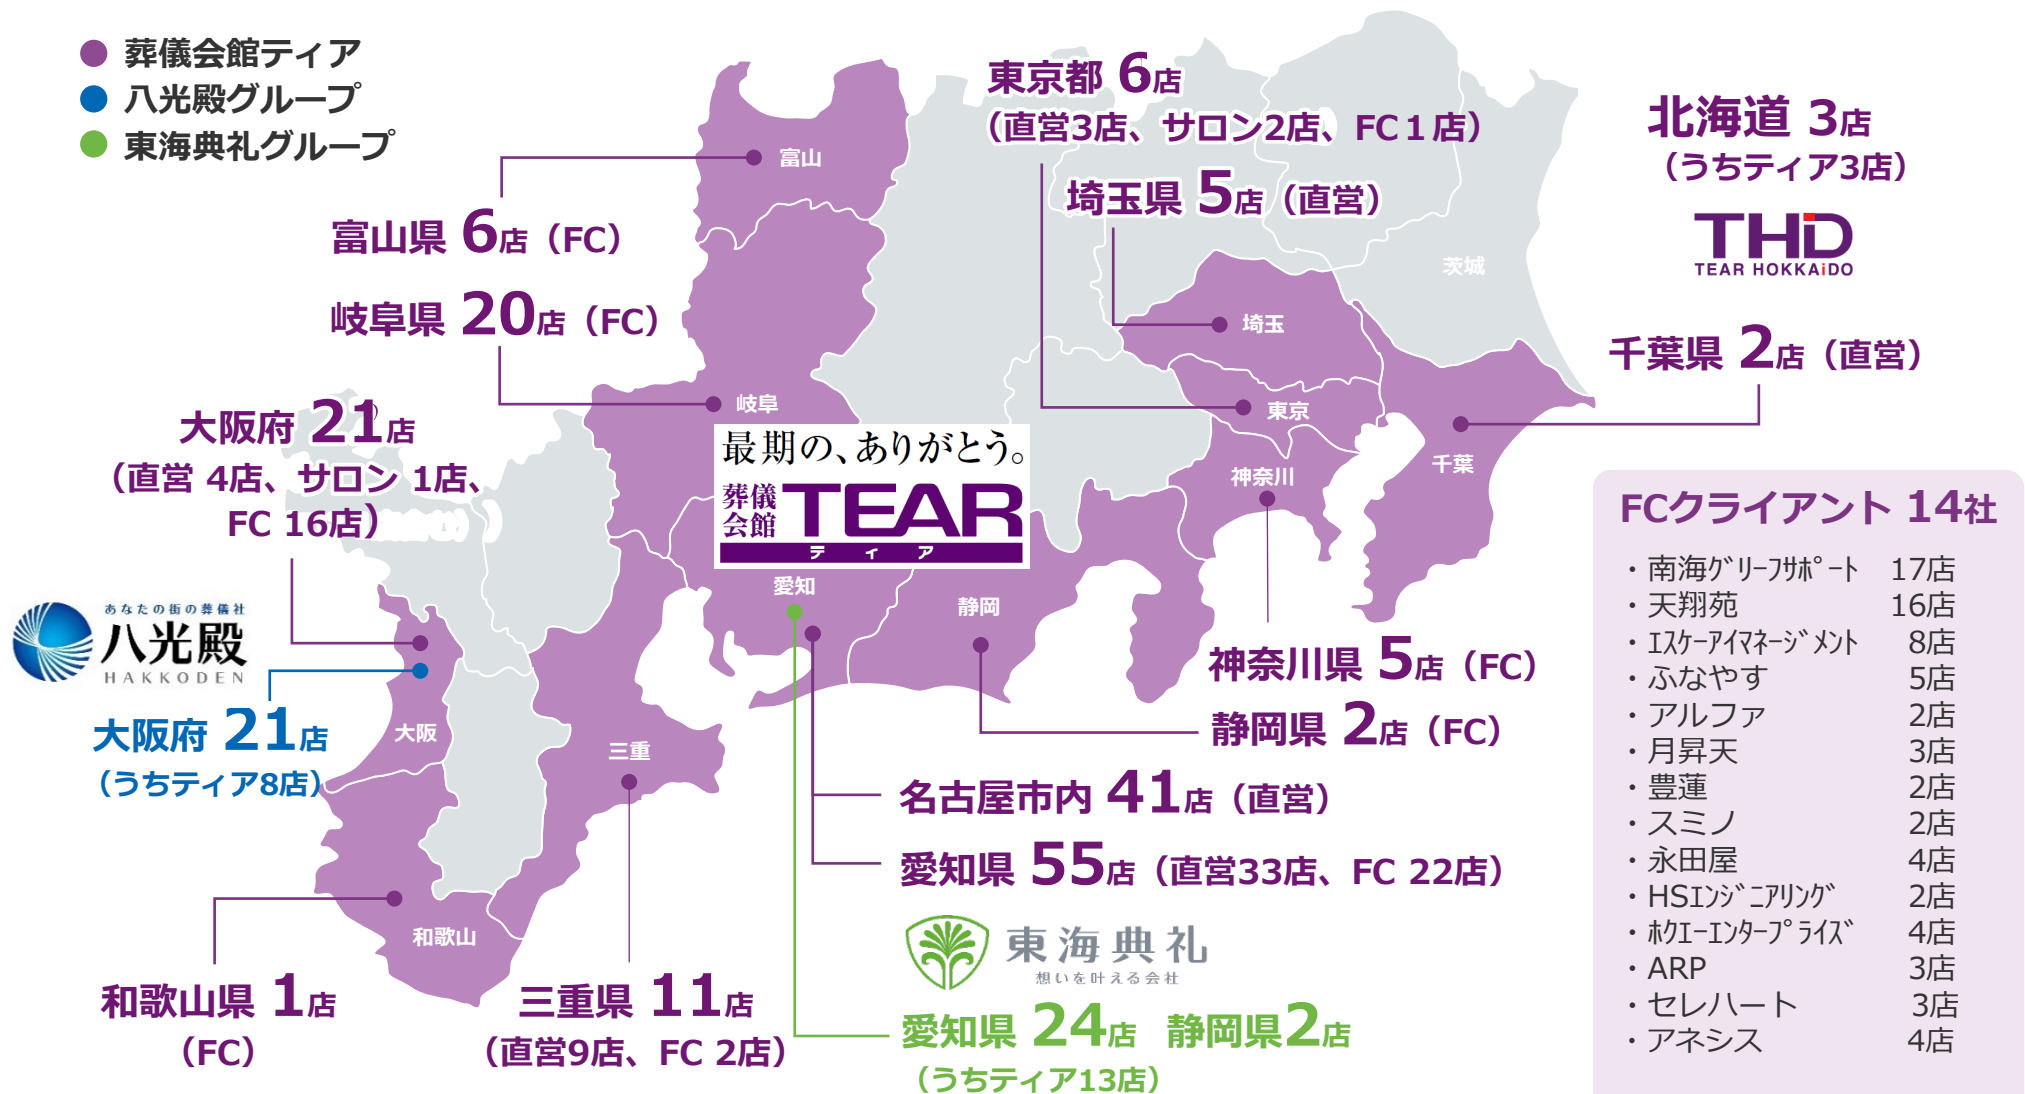 葬儀会館ティア
八光殿グループ
東海典礼グループ
東京都 6店
（直営3店、サロン2店、FC１店）
埼玉県 5店（直営）
北海道 3店
（うちティア3店）
THD
TEAR HOKKAiDO
千葉県 2店（直営）
富山県 6店（FC）
岐阜県 20店（FC）
大阪府 21店
（直営 4店、サロン 1店、
FC 16店）
富山
茨城
埼玉
岐阜
東京
千葉
神奈川
最期の、ありがとう。
葬儀
会館
TEAR
ティア
愛知
静岡
大阪
三重
和歌山
あなたの街の葬儀社
八光殿
HAKKODEN
大阪府 21店
（うちティア8店）
神奈川県 5店（FC）
静岡県 2店（FC）
名古屋市内 41店（直営）
愛知県 55店（直営33店、FC 22店）
東海典礼
想いを叶える会社
愛知県 24店 静岡県2店
（うちティア13店）
和歌山県 1店
（FC）
三重県 11店
（直営9店、FC 2店）
FCクライアント 14社
・南海ｸﾞﾘｰﾌｻﾎﾟｰﾄ 17店
・天翔苑 16店
・ｴｽｹｰｱｲﾏﾈｰｼﾞﾒﾝﾄ 8店
・ふなやす 5店
・アルファ 2店
・月昇天 3店
・豊蓮 2店
・スミノ 2店
・永田屋 4店
・HSｴﾝｼﾞﾆｱﾘﾝｸﾞ 2店
・ﾎｸｴｰｴﾝﾀｰﾌﾟﾗｲｽﾞ 4店
・ARP 3店
・セレハート 3店
・アネシス 4店